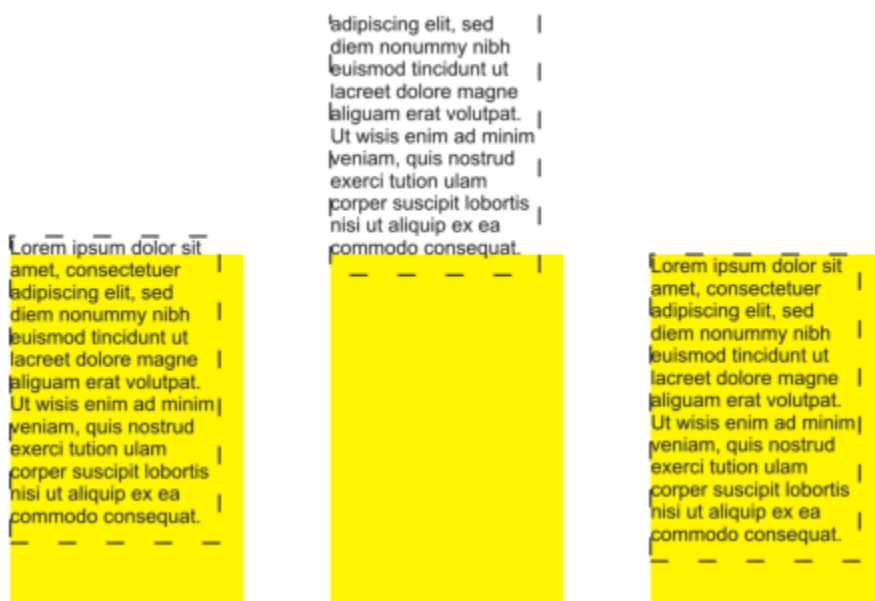 Lorem ipsum dolor sit
amet, consectetuer
adipiscing elit, sed
diem nonummy nibh
euismod tincidunt ut
lacreet dolore magne
aliguam erat volutpat.
Ut wisis enim ad minim
veniam, quis nostrud
exerci tution ulam
corper suscipit lobortis
nisi ut aliquip ex ea
commodo consequat.
adipiscing elit, sed
diem nonummy nibh
euismod tincidunt ut
lacreet dolore magne
aliguam erat volutpat.
Ut wisis enim ad minim
veniam, quis nostrud
exerci tution ulam
corper suscipit lobortis
nisi ut aliquip ex ea
commodo consequat.
Lorem ipsum dolor sit
amet, consectetuer
adipiscing elit, sed
diem nonummy nibh
euismod tincidunt ut
lacreet dolore magne
aliguam erat volutpat.
Ut wisis enim ad minim
veniam, quis nostrud
exerci tution ulam
corper suscipit lobortis
nisi ut aliquip ex ea
commodo consequat.